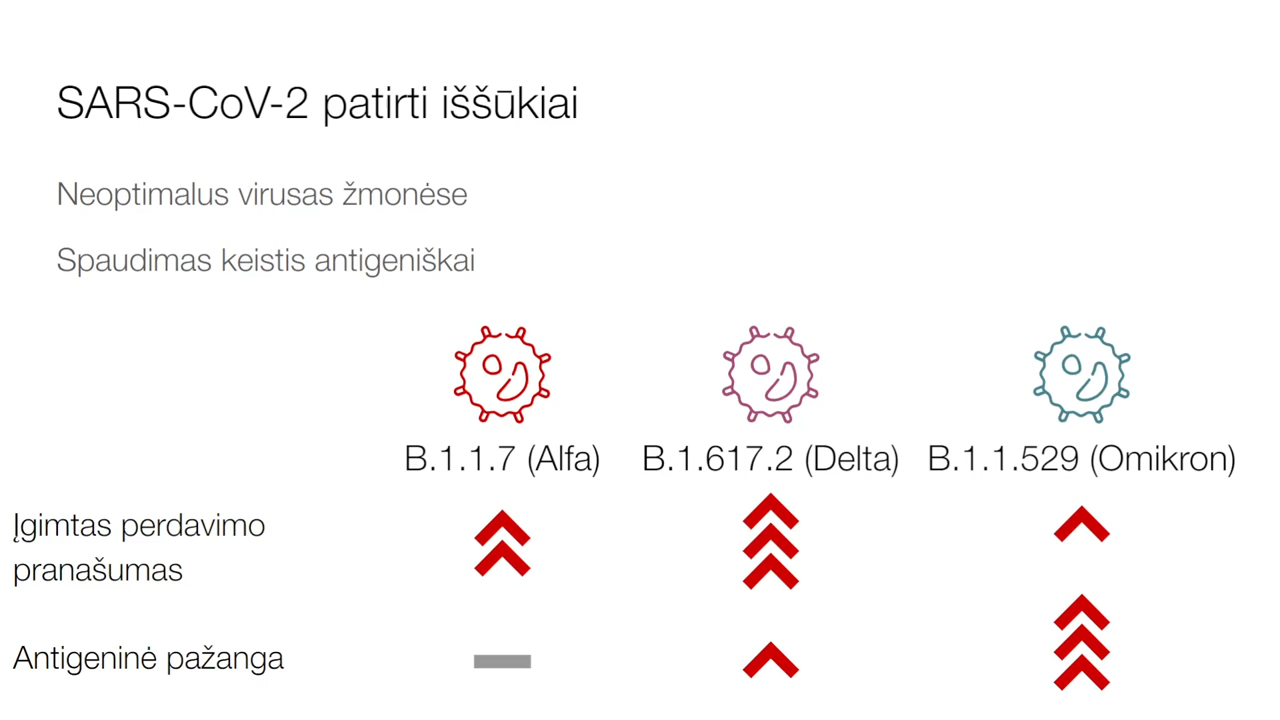 SARS-CoV-2 patirti iššūkiai
Neoptimalus virusas žmonėse
Spaudimas keistis antigeniškai
B.1.1.7 (Alfa) B.1.617.2 (Delta) B.1.1.529 (Omikron)
Įgimtas perdavimo
pranašumas
Antigeninė pažanga